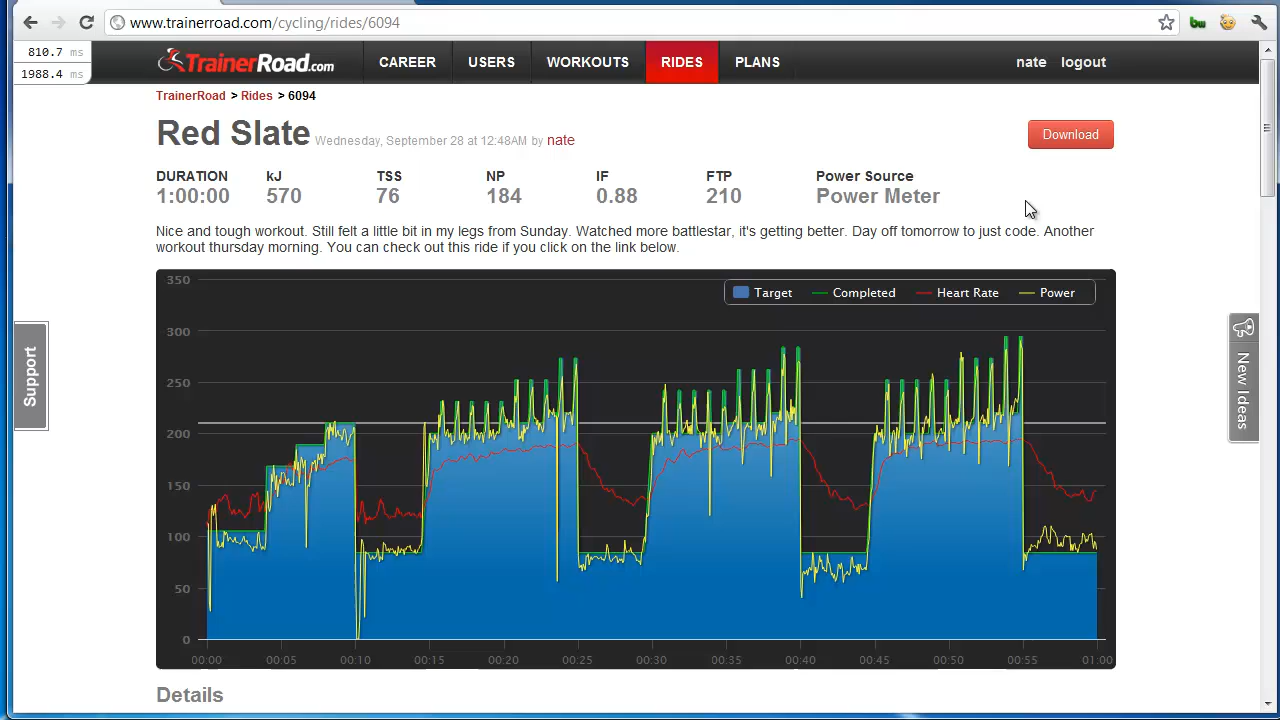 www.trainerroad.com/cycling/rides/6094
810.7 ms
1988.4 ms
TrainerRoad.com CAREER USERS WORKOUTS RIDES PLANS nate logout
TrainerRoad > Rides > 6094
Red Slate Wednesday, September 28 at 12:48AM by nate
Download
DURATION kJ TSS NP IF FTP Power Source
1:00:00 570 76 184 0.88 210 Power Meter
Nice and tough workout. Still felt a little bit in my legs from Sunday. Watched more battlestar, it's getting better. Day off tomorrow to just code. Another
workout thursday morning. You can check out this ride if you click on the link below.
Target Completed Heart Rate Power
350
300
250
200
150
100
50
0
00:00 00:05 00:10 00:15 00:20 00:25 00:30 00:35 00:40 00:45 00:50 00:55 01:00
Support
New Ideas
Details
bw